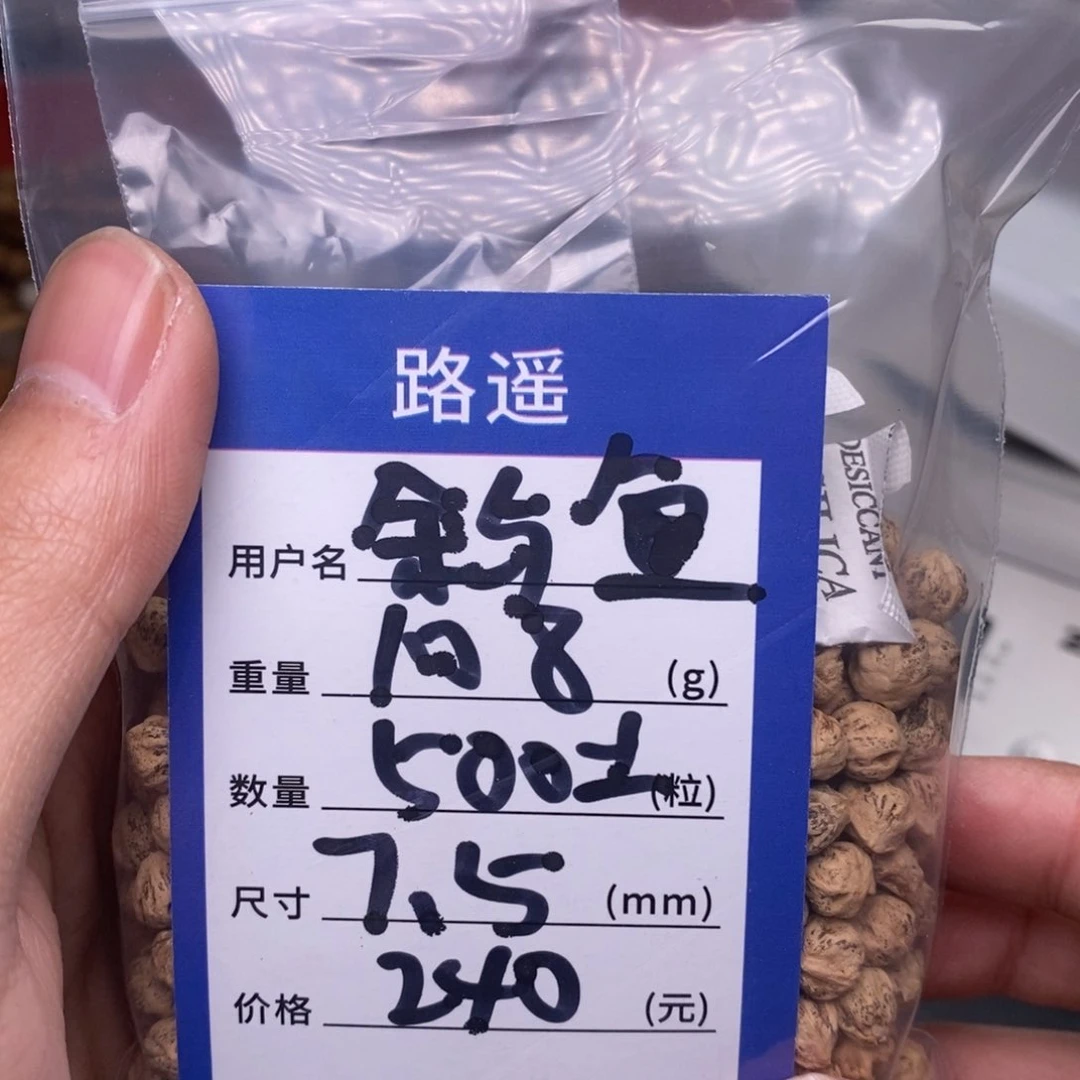 路遥
用户名 钓鱼
重量 108 (g)
数量 500± (粒)
尺寸 7.5 (mm)
价格 240 (元)
DESICCANT
SILICA